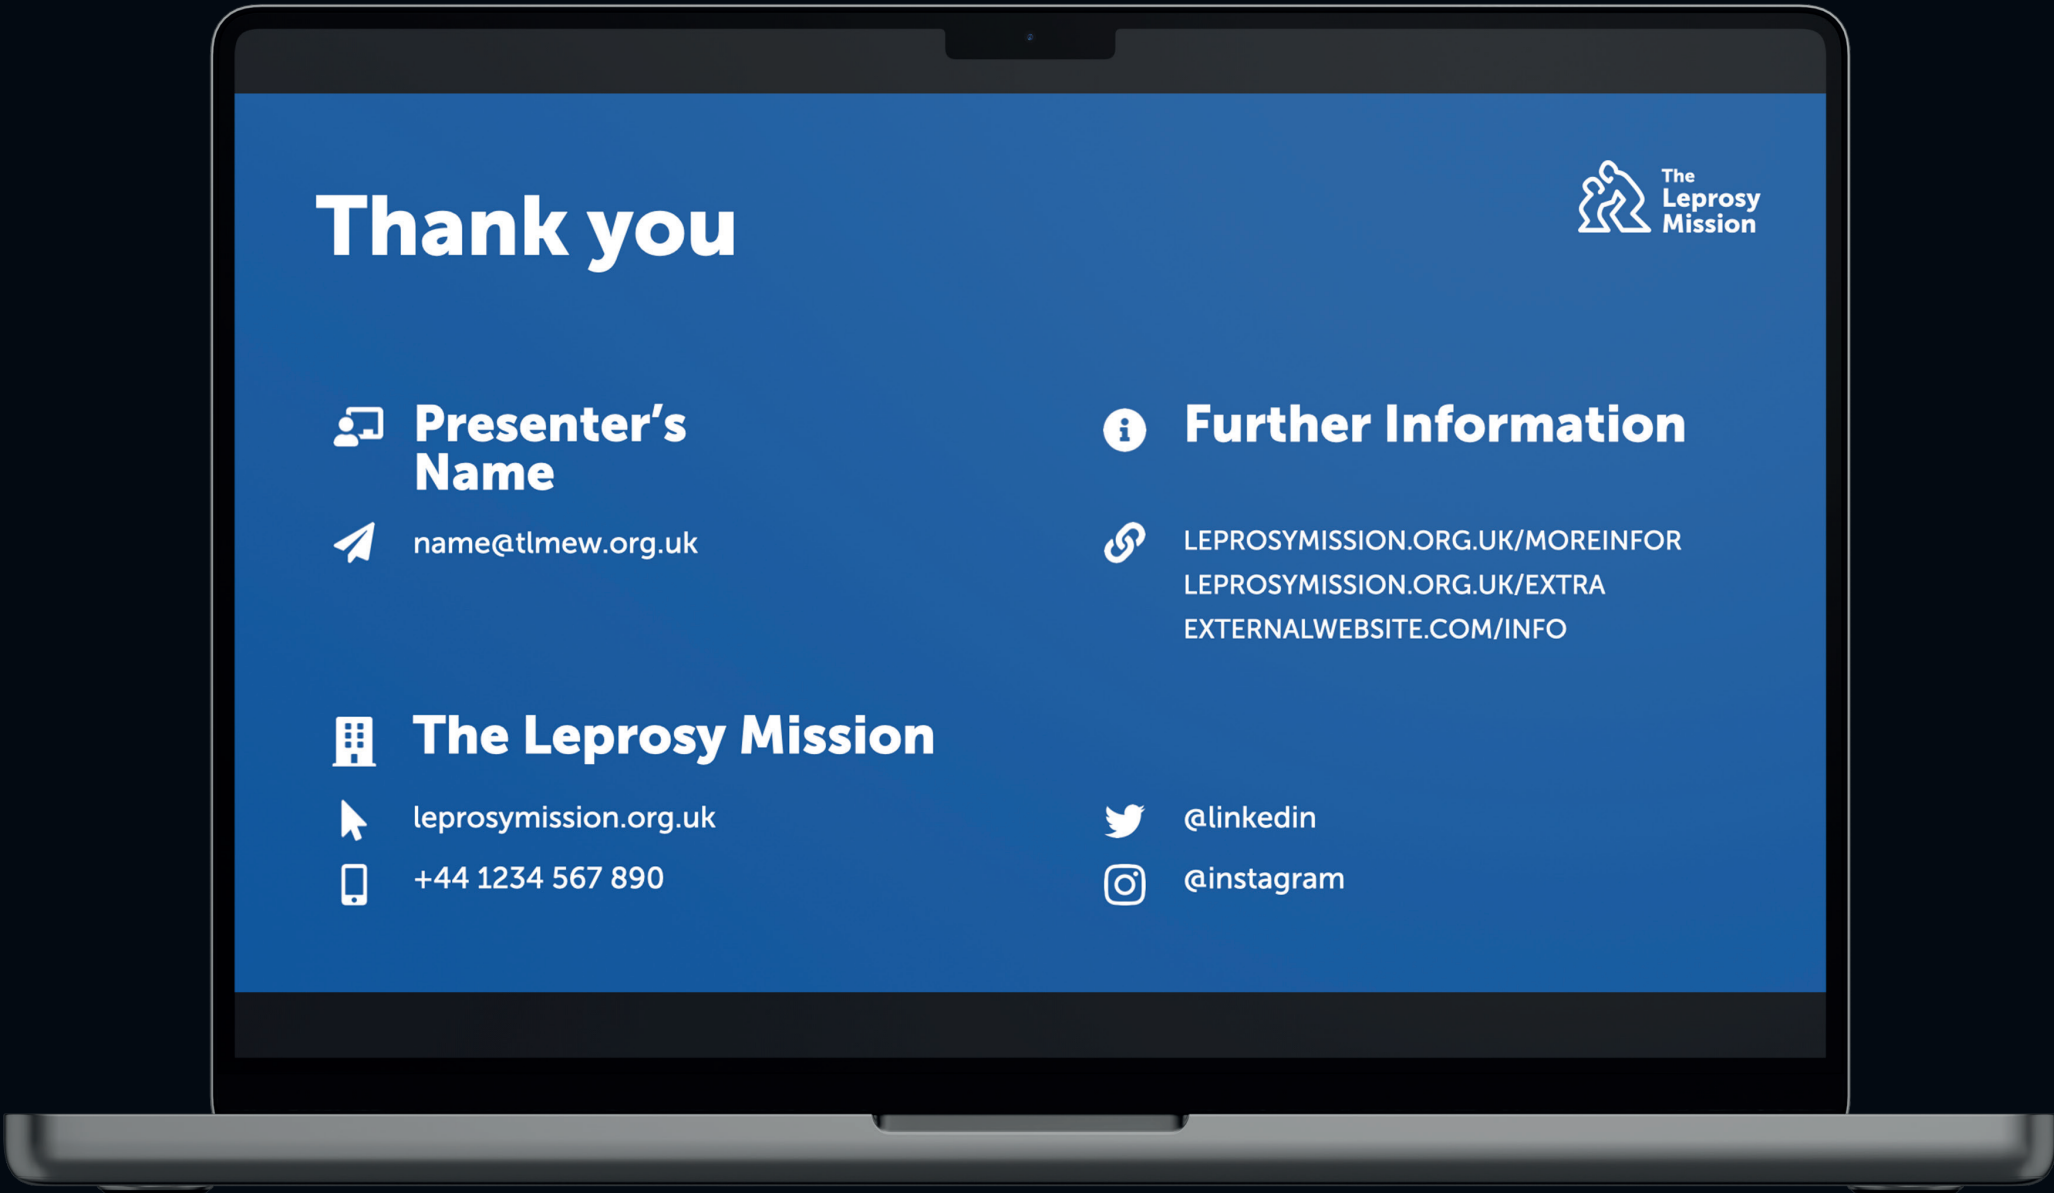 Thank you
The
Leprosy
Mission
Presenter’s
Name
name@tlmew.org.uk
Further Information
LEPROSYMISSION.ORG.UK/MOREINFOR
LEPROSYMISSION.ORG.UK/EXTRA
EXTERNALWEBSITE.COM/INFO
The Leprosy Mission
leprosymission.org.uk
+44 1234 567 890
@linkedin
@instagram